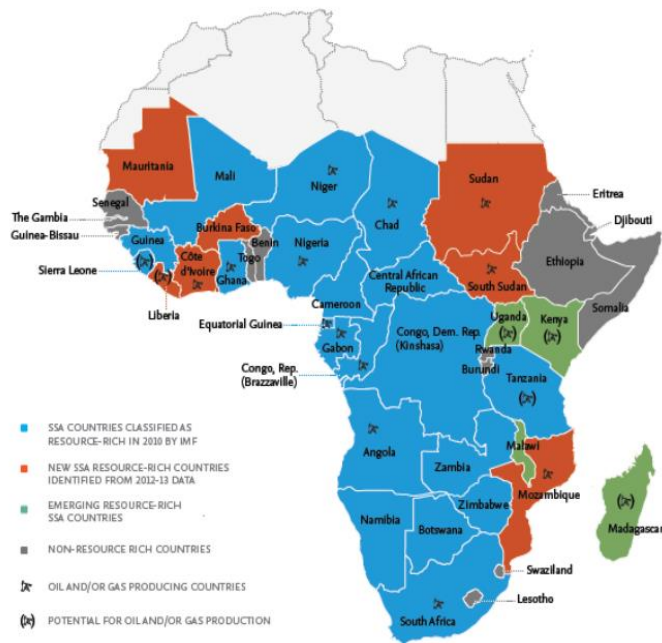 Mauritania
Mali
Niger
Chad
Sudan
Eritrea
Djibouti
Senegal
The Gambia
Guinea-Bissau
Guinea
Sierra Leone
Liberia
Côte
d'Ivoire
Burkina Faso
Ghana
Togo
Benin
Nigeria
Cameroon
Central African
Republic
South Sudan
Ethiopia
Somalia
Equatorial Guinea
Gabon
Congo, Rep.
(Brazzaville)
Congo, Dem. Rep.
(Kinshasa)
Uganda
Kenya
Rwanda
Burundi
Tanzania
Angola
Zambia
Malawi
Mozambique
Zimbabwe
Namibia
Botswana
Madagascar
Swaziland
Lesotho
South Africa
SSA COUNTRIES CLASSIFIED AS
RESOURCE-RICH IN 2010 BY IMF
NEW SSA RESOURCE-RICH COUNTRIES
IDENTIFIED FROM 2012-13 DATA
EMERGING RESOURCE-RICH
SSA COUNTRIES
NON-RESOURCE RICH COUNTRIES
OIL AND/OR GAS PRODUCING COUNTRIES
POTENTIAL FOR OIL AND/OR GAS PRODUCTION